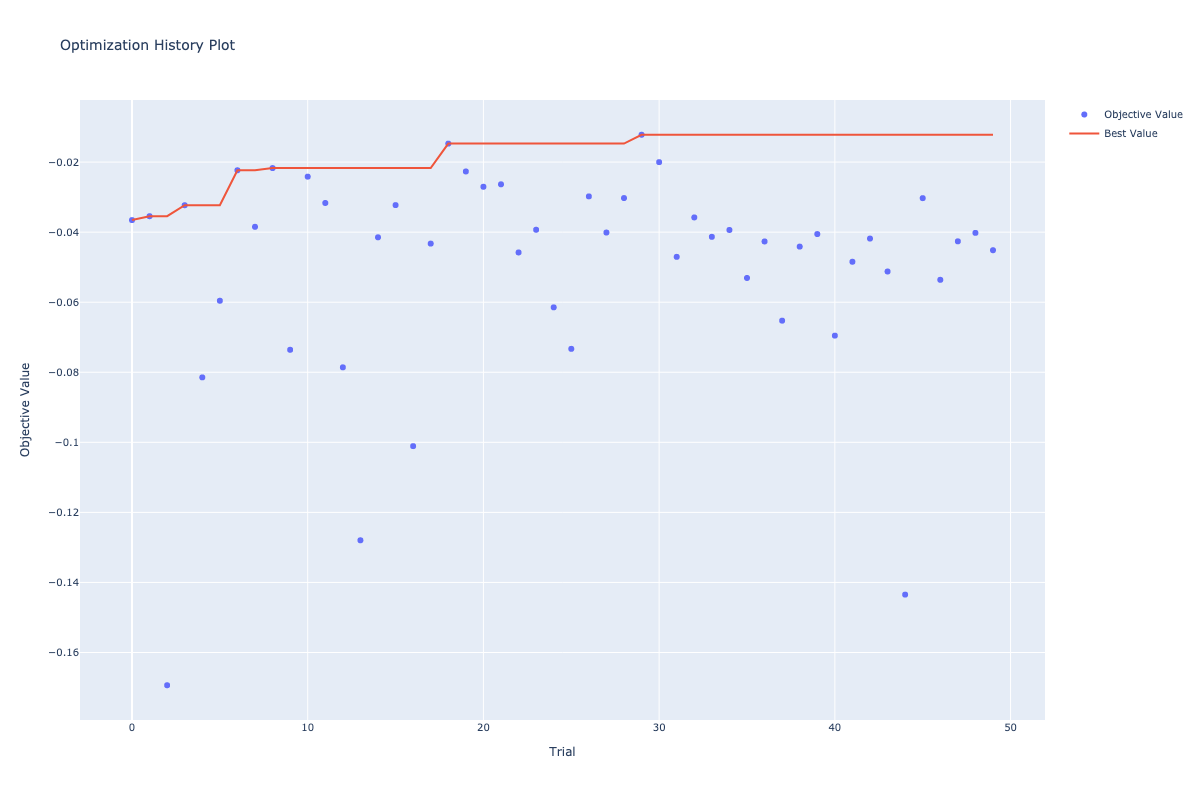 Optimization History Plot
Objective Value
Best Value
−0.02
−0.04
−0.06
−0.08
−0.1
−0.12
−0.14
−0.16
Objective Value
0 10 20 30 40 50
Trial